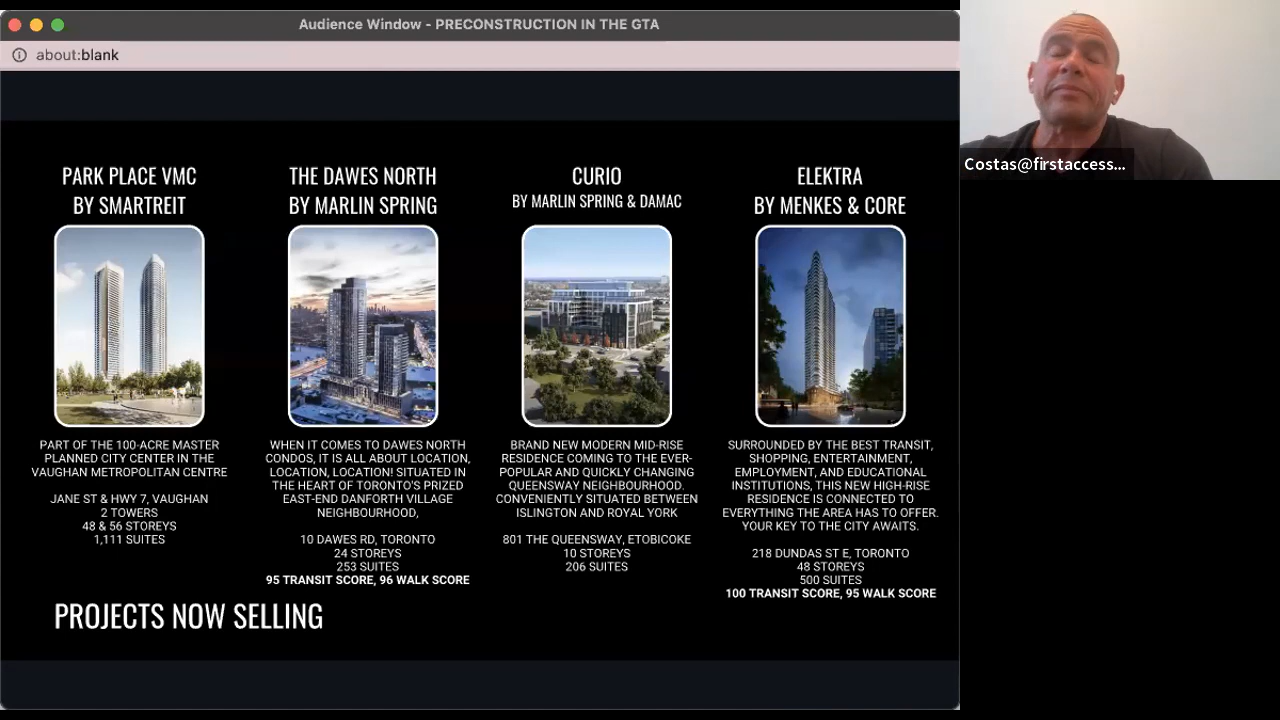 Audience Window - PRECONSTRUCTION IN THE GTA
about:blank
PARK PLACE VMC
BY SMARTREIT
PART OF THE 100-ACRE MASTER
PLANNED CITY CENTER IN THE
VAUGHAN METROPOLITAN CENTRE
JANE ST & HWY 7, VAUGHAN
2 TOWERS
48 & 56 STOREYS
1,111 SUITES
THE DAWES NORTH
BY MARLIN SPRING
WHEN IT COMES TO DAWES NORTH
CONDOS, IT IS ALL ABOUT LOCATION,
LOCATION, LOCATION! SITUATED IN
THE HEART OF TORONTO'S PRIZED
EAST-END DANFORTH VILLAGE
NEIGHBOURHOOD,
10 DAWES RD, TORONTO
24 STOREYS
253 SUITES
95 TRANSIT SCORE, 96 WALK SCORE
CURIO
BY MARLIN SPRING & DAMAC
BRAND NEW MODERN MID-RISE
RESIDENCE COMING TO THE EVER-
POPULAR AND QUICKLY CHANGING
QUEENSWAY NEIGHBOURHOOD.
CONVENIENTLY SITUATED BETWEEN
ISLINGTON AND ROYAL YORK
801 THE QUEENSWAY, ETOBICOKE
10 STOREYS
206 SUITES
ELEKTRA
BY MENKES & CORE
SURROUNDED BY THE BEST TRANSIT,
SHOPPING, ENTERTAINMENT,
EMPLOYMENT, AND EDUCATIONAL
INSTITUTIONS, THIS NEW HIGH-RISE
RESIDENCE IS CONNECTED TO
EVERYTHING THE AREA HAS TO OFFER.
YOUR KEY TO THE CITY AWAITS.
218 DUNDAS ST E, TORONTO
48 STOREYS
500 SUITES
100 TRANSIT SCORE, 95 WALK SCORE
PROJECTS NOW SELLING
Costas@firstaccess...